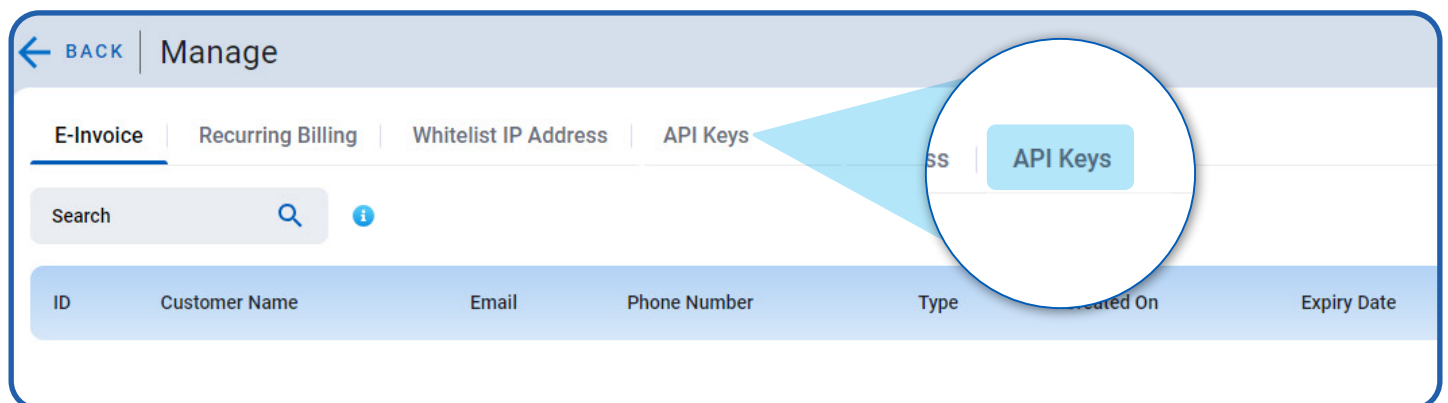 BACK Manage
E-Invoice Recurring Billing Whitelist IP Address API Keys
ss API Keys
Search
ID Customer Name Email Phone Number Type ated On Expiry Date